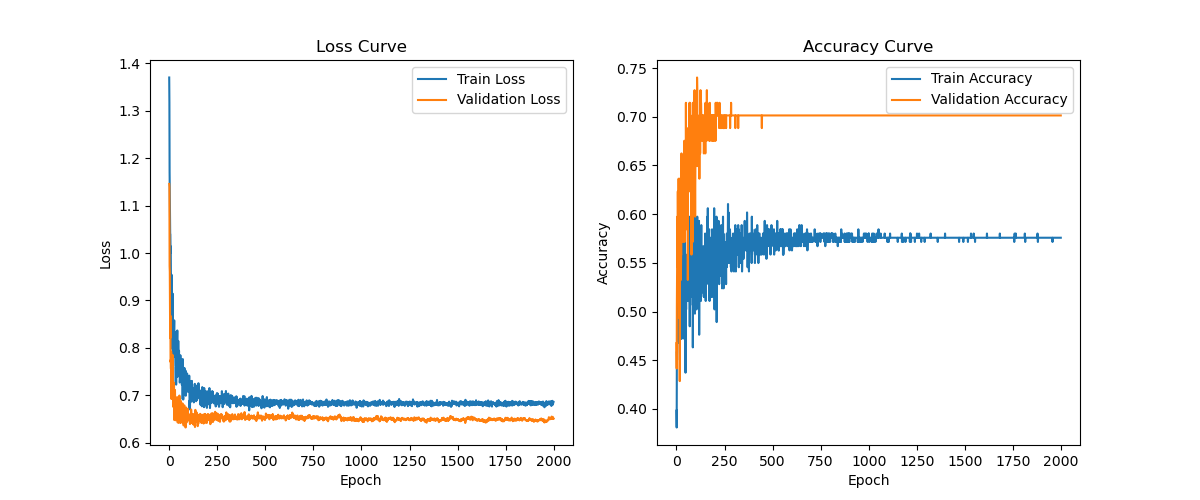 Loss Curve
Train Loss
Validation Loss
1.4
1.3
1.2
1.1
1.0
0.9
0.8
0.7
0.6
Loss
0 250 500 750 1000 1250 1500 1750 2000
Epoch
Accuracy Curve
Train Accuracy
Validation Accuracy
0.75
0.70
0.65
0.60
0.55
0.50
0.45
0.40
Accuracy
0 250 500 750 1000 1250 1500 1750 2000
Epoch